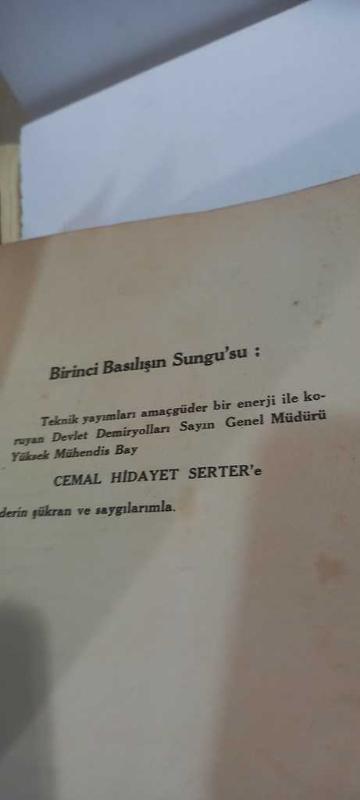 Birinci Basılışın Sungu'su :
Teknik yayımları amaçgüder bir enerji ile ko-
ruyan Devlet Demiryolları Sayın Genel Müdürü
Yüksek Mühendis Bay
CEMAL HİDAYET SERTER'e
derin şükran ve saygılarımla.